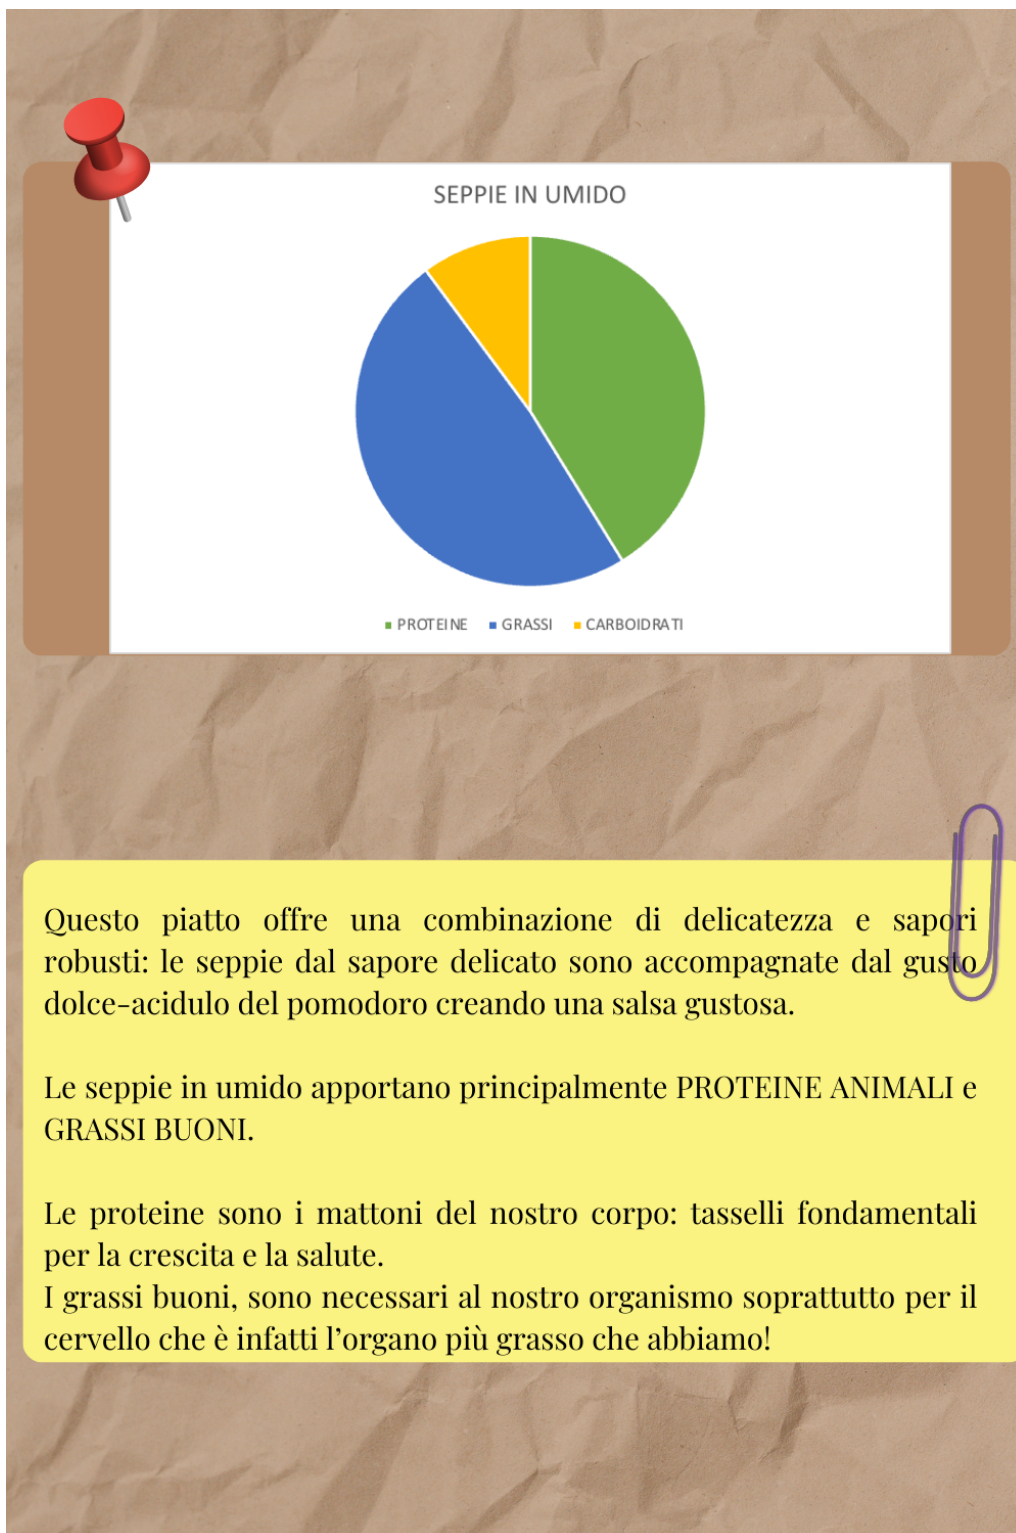 SEPPIE IN UMIDO
PROTEINE GRASSI CARBOIDRATI
Questo piatto offre una combinazione di delicatezza e sapori
robusti: le seppie dal sapore delicato sono accompagnate dal gusto
dolce-acidulo del pomodoro creando una salsa gustosa.
Le seppie in umido apportano principalmente PROTEINE ANIMALI e
GRASSI BUONI.
Le proteine sono i mattoni del nostro corpo: tasselli fondamentali
per la crescita e la salute.
I grassi buoni, sono necessari al nostro organismo soprattutto per il
cervello che è infatti l’organo più grasso che abbiamo!